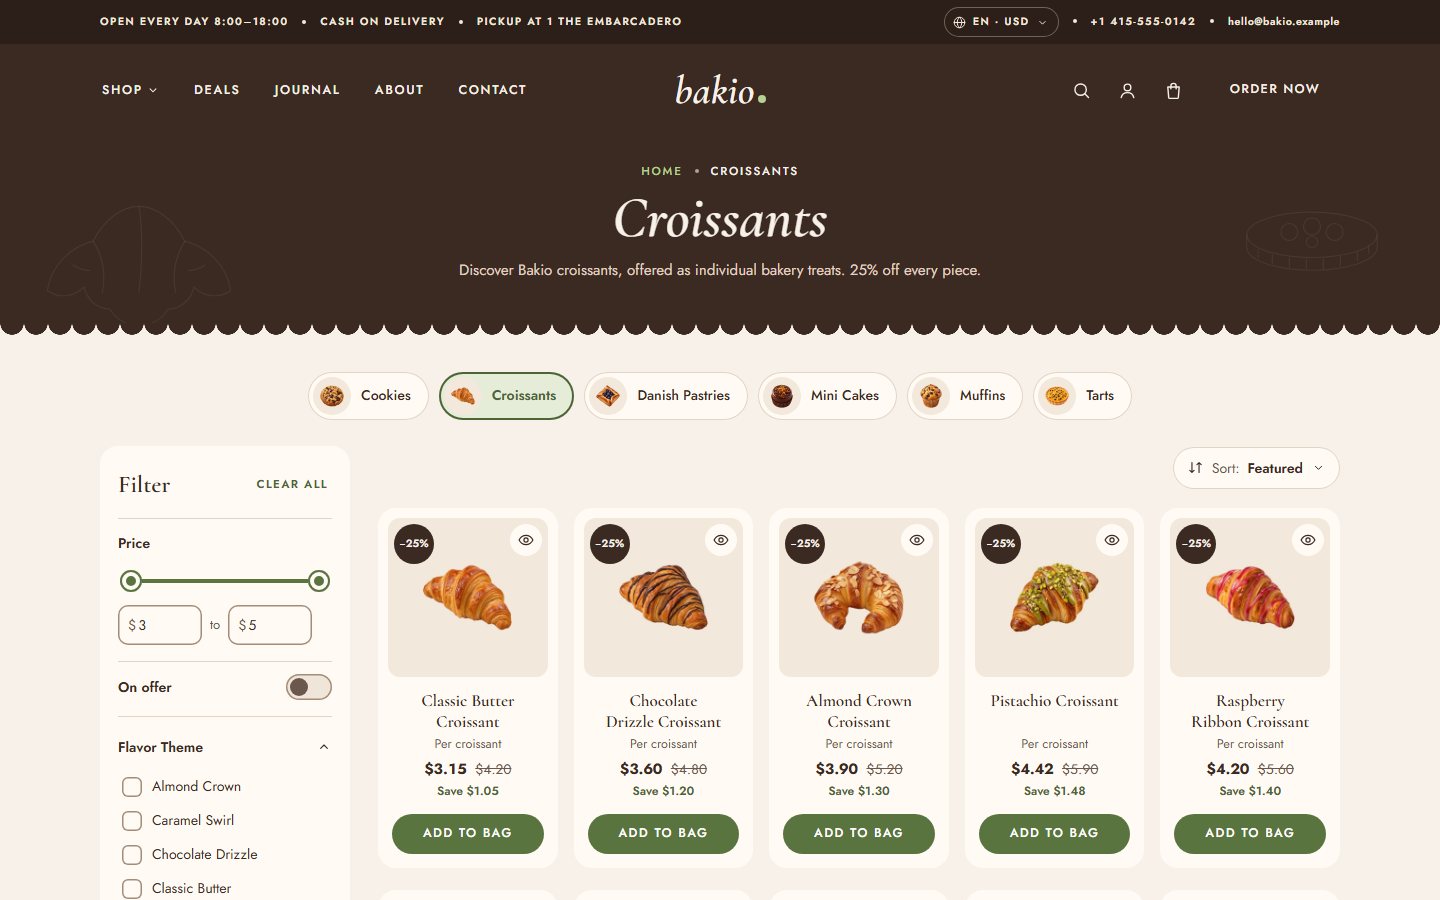 OPEN EVERY DAY 8:00–18:00 • CASH ON DELIVERY • PICKUP AT 1 THE EMBARCADERO
EN · USD • +1 415-555-0142 • hello@bakio.example
SHOP DEALS JOURNAL ABOUT CONTACT
bakio.
ORDER NOW
HOME • CROISSANTS
Croissants
Discover Bakio croissants, offered as individual bakery treats. 25% off every piece.
Cookies Croissants Danish Pastries Mini Cakes Muffins Tarts
Filter CLEAR ALL
Price
$3 to $5
On offer
Flavor Theme
Almond Crown
Caramel Swirl
Chocolate Drizzle
Classic Butter
Sort: Featured
–25%
Classic Butter
Croissant
Per croissant
$3.15 $4.20
Save $1.05
ADD TO BAG
–25%
Chocolate
Drizzle Croissant
Per croissant
$3.60 $4.80
Save $1.20
ADD TO BAG
–25%
Almond Crown
Croissant
Per croissant
$3.90 $5.20
Save $1.30
ADD TO BAG
–25%
Pistachio Croissant
Per croissant
$4.42 $5.90
Save $1.48
ADD TO BAG
–25%
Raspberry
Ribbon Croissant
Per croissant
$4.20 $5.60
Save $1.40
ADD TO BAG